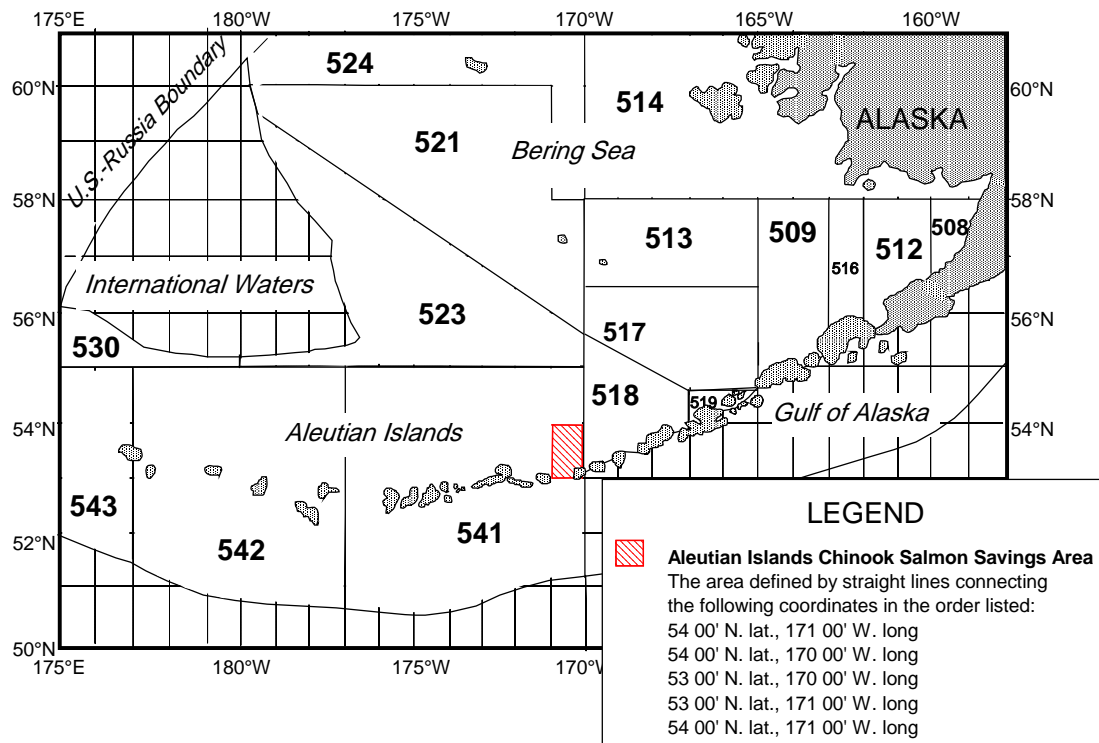 175°E 180°W 175°W 170°W 165°W 160°W
524
60°N 60°N
514
ALASKA
U.S.-Russia Boundary
521
Bering Sea
58°N 58°N
508
513 509 512
516
International Waters
56°N 523 517 56°N
530
518
519
Gulf of Alaska
54°N Aleutian Islands 54°N
543
52°N 542 541
50°N
175°E 180°W 175°W 170°W
LEGEND
Aleutian Islands Chinook Salmon Savings Area
The area defined by straight lines connecting
the following coordinates in the order listed:
54 00' N. lat., 171 00' W. long
54 00' N. lat., 170 00' W. long
53 00' N. lat., 170 00' W. long
53 00' N. lat., 171 00' W. long
54 00' N. lat., 171 00' W. long